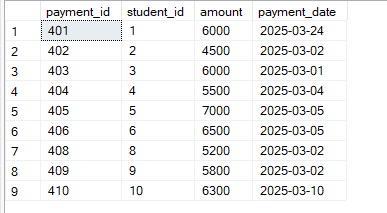 payment_id student_id amount payment_date
1 401 1 6000 2025-03-24
2 402 2 4500 2025-03-02
3 403 3 6000 2025-03-01
4 404 4 5500 2025-03-04
5 405 5 7000 2025-03-05
6 406 6 6500 2025-03-05
7 408 8 5200 2025-03-02
8 409 9 5800 2025-03-02
9 410 10 6300 2025-03-10